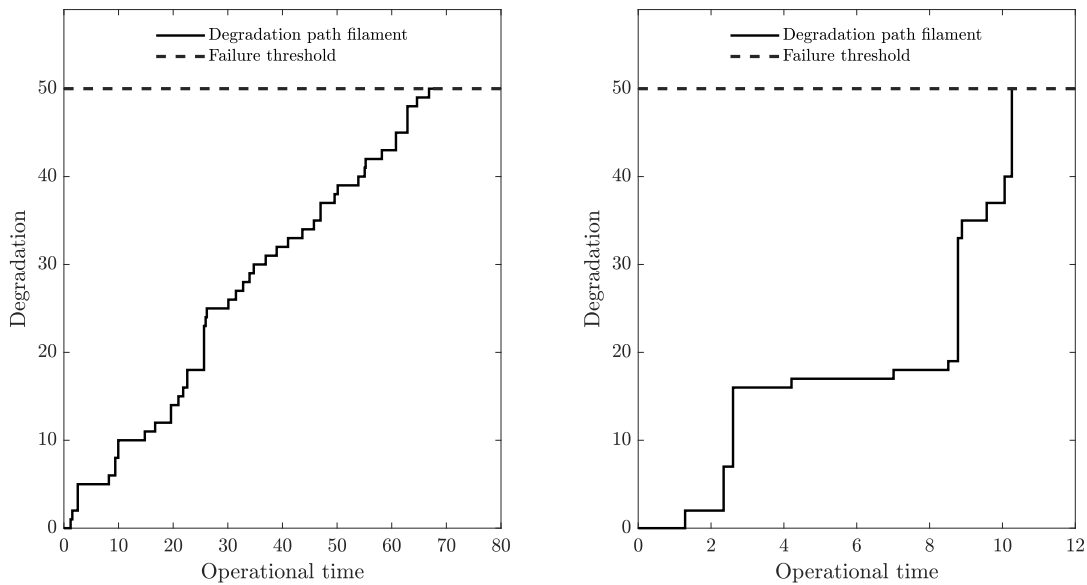 Degradation path filament
Failure threshold
50
40
30
20
10
0
Degradation
0 10 20 30 40 50 60 70 80
Operational time
Degradation path filament
Failure threshold
50
40
30
20
10
0
Degradation
0 2 4 6 8 10 12
Operational time